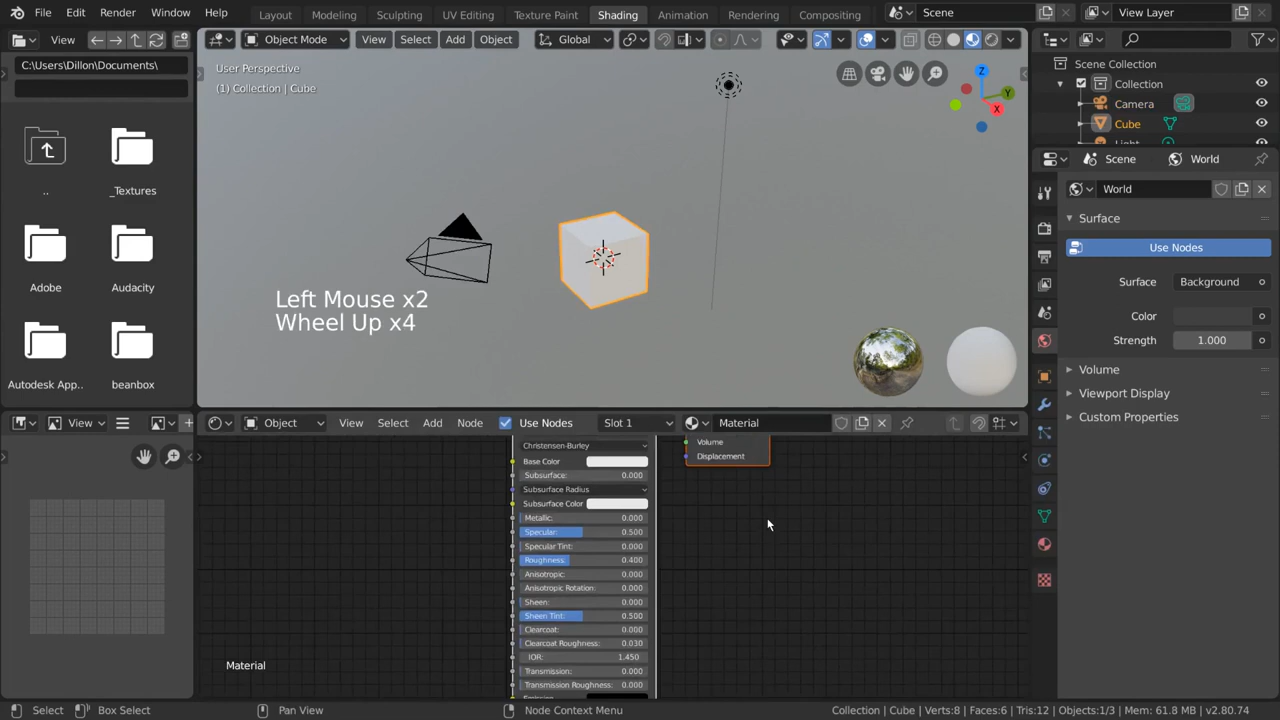 File Edit Render Window Help Layout Modeling Sculpting UV Editing Texture Paint Shading Animation Rendering Compositing Scene View Layer
View Object Mode View Select Add Object Global
C:\Users\Dillon\Documents\
..
_Textures
Adobe
Audacity
Autodesk App..
beanbox
User Perspective
(1) Collection | Cube
Z
Y
X
Left Mouse x2
Wheel Up x4
Scene Collection
Collection
Camera
Cube
Light
Scene World
World
Surface
Use Nodes
Surface Background
Color
Strength 1.000
Volume
Viewport Display
Custom Properties
View
Object View Select Add Node Use Nodes Slot 1 Material
Christensen-Burley
Base Color
Subsurface: 0.000
Subsurface Radius
Subsurface Color
Metallic: 0.000
Specular: 0.500
Specular Tint: 0.000
Roughness: 0.400
Anisotropic: 0.000
Anisotropic Rotation: 0.000
Sheen: 0.000
Sheen Tint: 0.500
Clearcoat: 0.000
Clearcoat Roughness: 0.030
IOR: 1.450
Transmission: 0.000
Transmission Roughness: 0.000
Volume
Displacement
Material
Select Box Select Pan View Node Context Menu Collection | Cube | Verts:8 | Faces:6 | Tris:12 | Objects:1/3 | Mem: 61.8 MB | v2.80.74